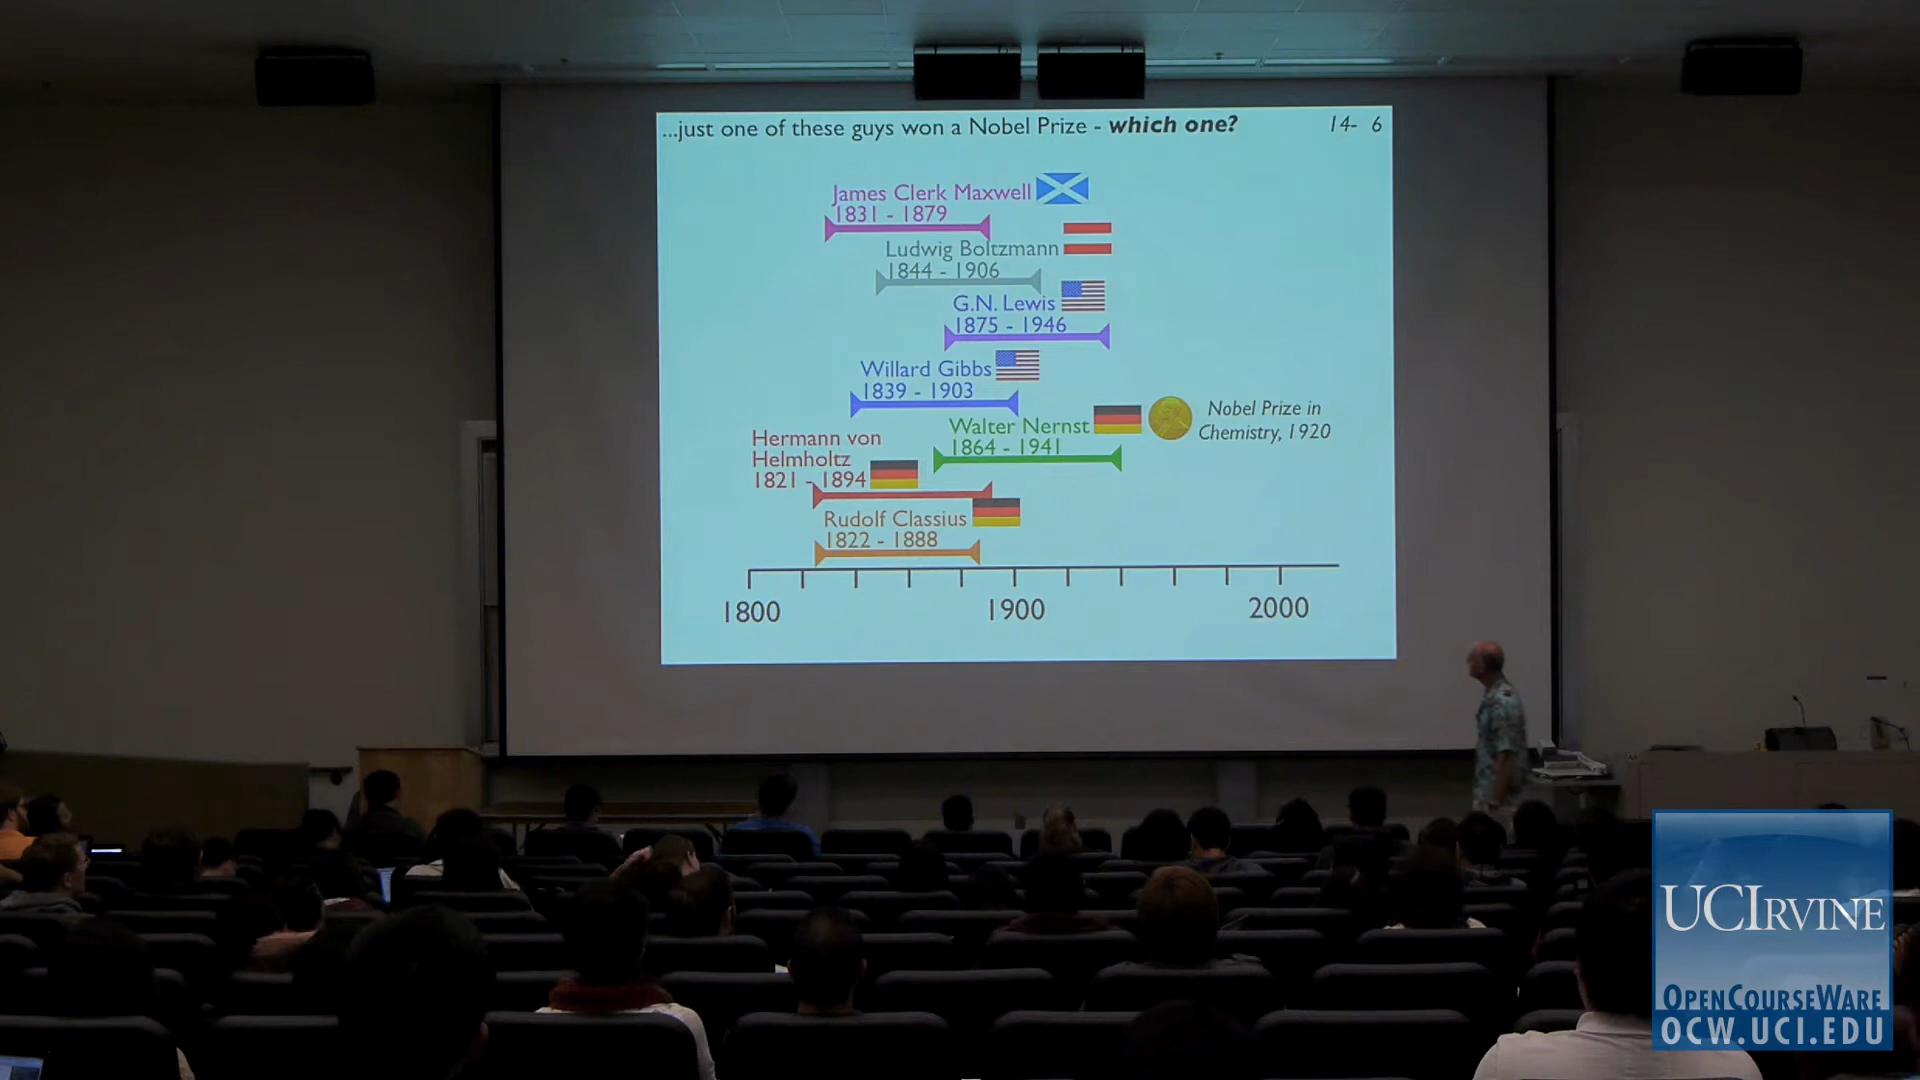 ...just one of these guys won a Nobel Prize - which one?
14- 6
James Clerk Maxwell
1831 - 1879
Ludwig Boltzmann
1844 - 1906
G.N. Lewis
1875 - 1946
Willard Gibbs
1839 - 1903
Walter Nernst
1864 - 1941
Nobel Prize in
Chemistry, 1920
Hermann von
Helmholtz
1821 - 1894
Rudolf Classius
1822 - 1888
1800
1900
2000
UCIRVINE
OPENCOURSEWARE
OCW.UCI.EDU